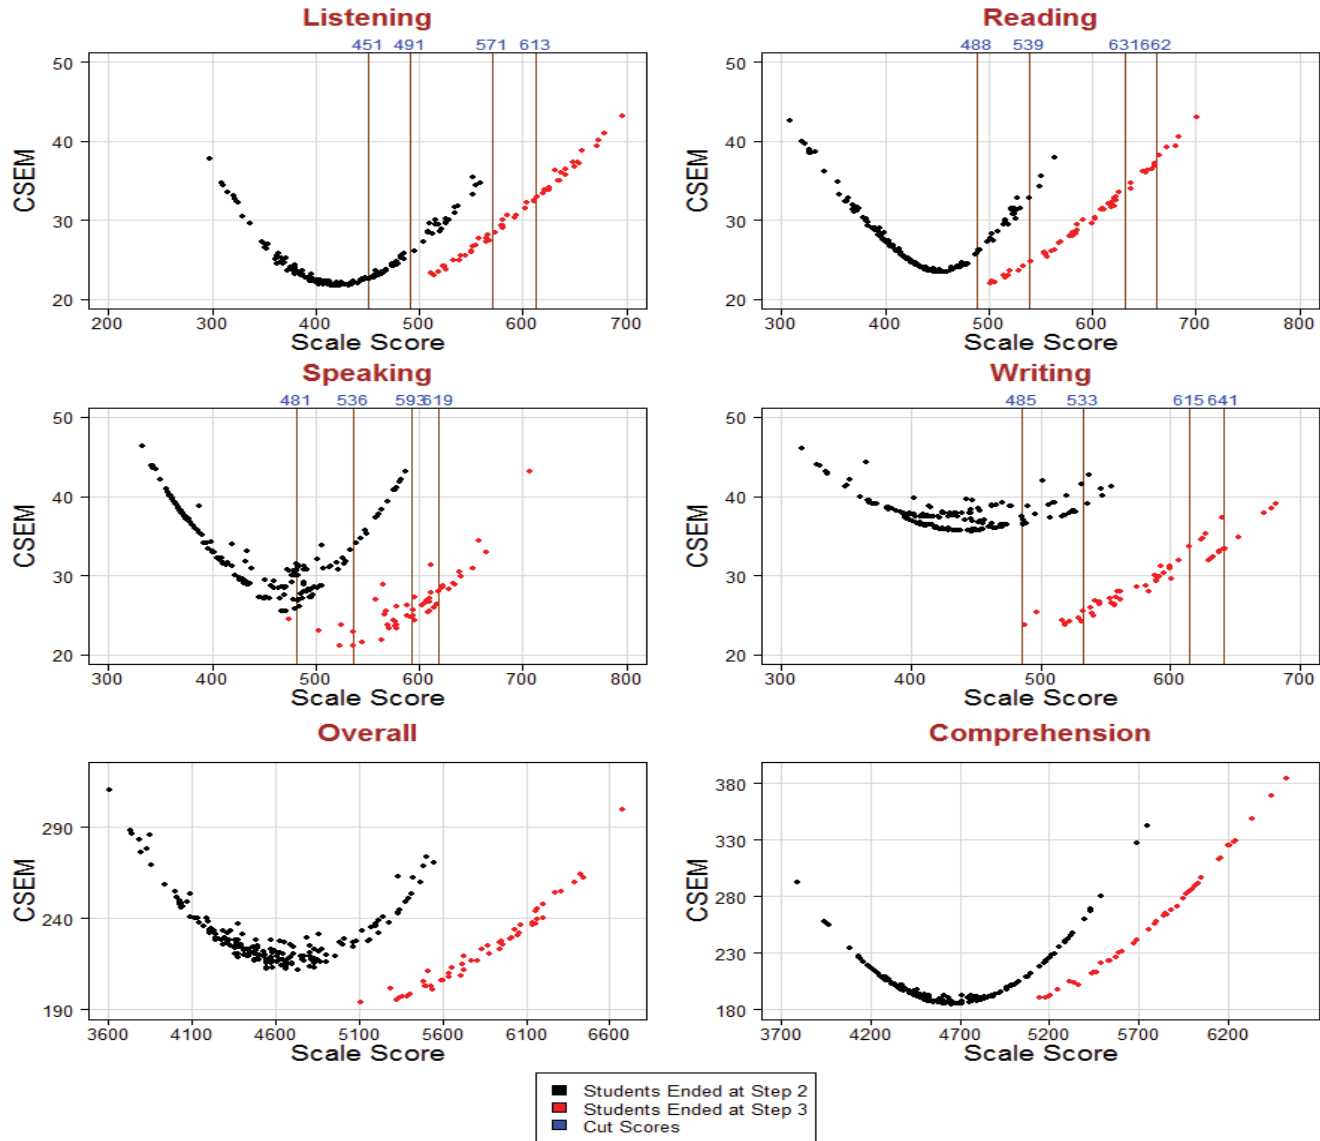 Listening
451 491 571 613
50
40
30
20
CSEM
200 300 400 500 600 700
Scale Score
Reading
488 539 631 662
50
40
30
20
CSEM
300 400 500 600 700 800
Scale Score
Speaking
481 536 593 619
50
40
30
20
CSEM
300 400 500 600 700 800
Scale Score
Writing
485 533 615 641
50
40
30
20
CSEM
300 400 500 600 700
Scale Score
Overall
290
240
190
CSEM
3600 4100 4600 5100 5600 6100 6600
Scale Score
Comprehension
380
330
280
230
180
CSEM
3700 4200 4700 5200 5700 6200
Scale Score
Students Ended at Step 2
Students Ended at Step 3
Cut Scores